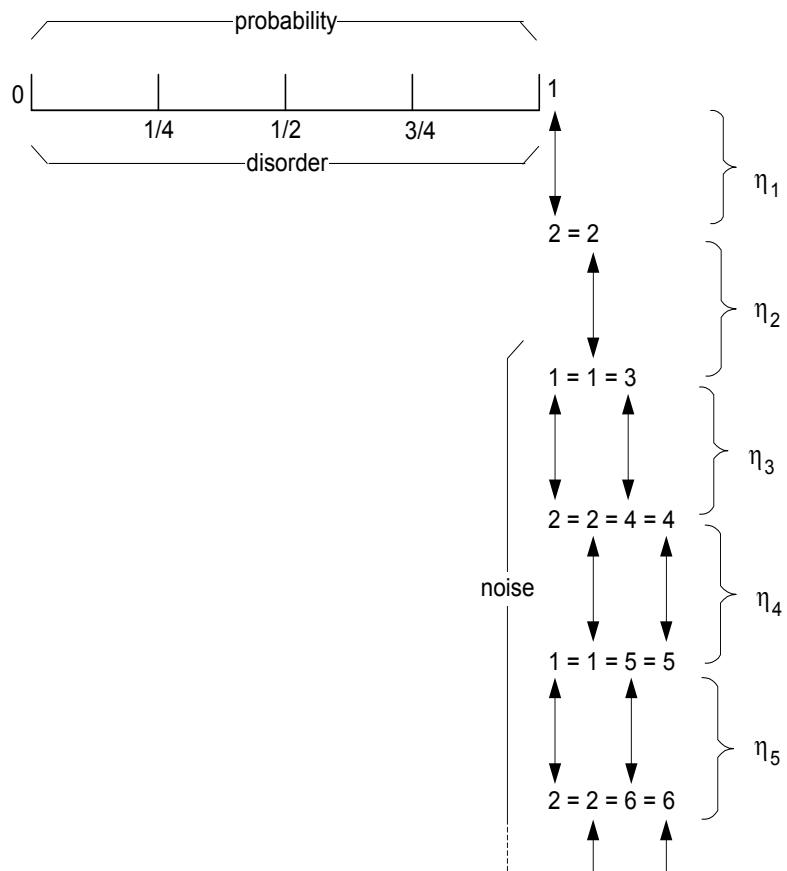 probability
0 1
1/4 1/2 3/4
disorder
η1
2 = 2
η2
1 = 1 = 3
η3
2 = 2 = 4 = 4
noise
η4
1 = 1 = 5 = 5
η5
2 = 2 = 6 = 6